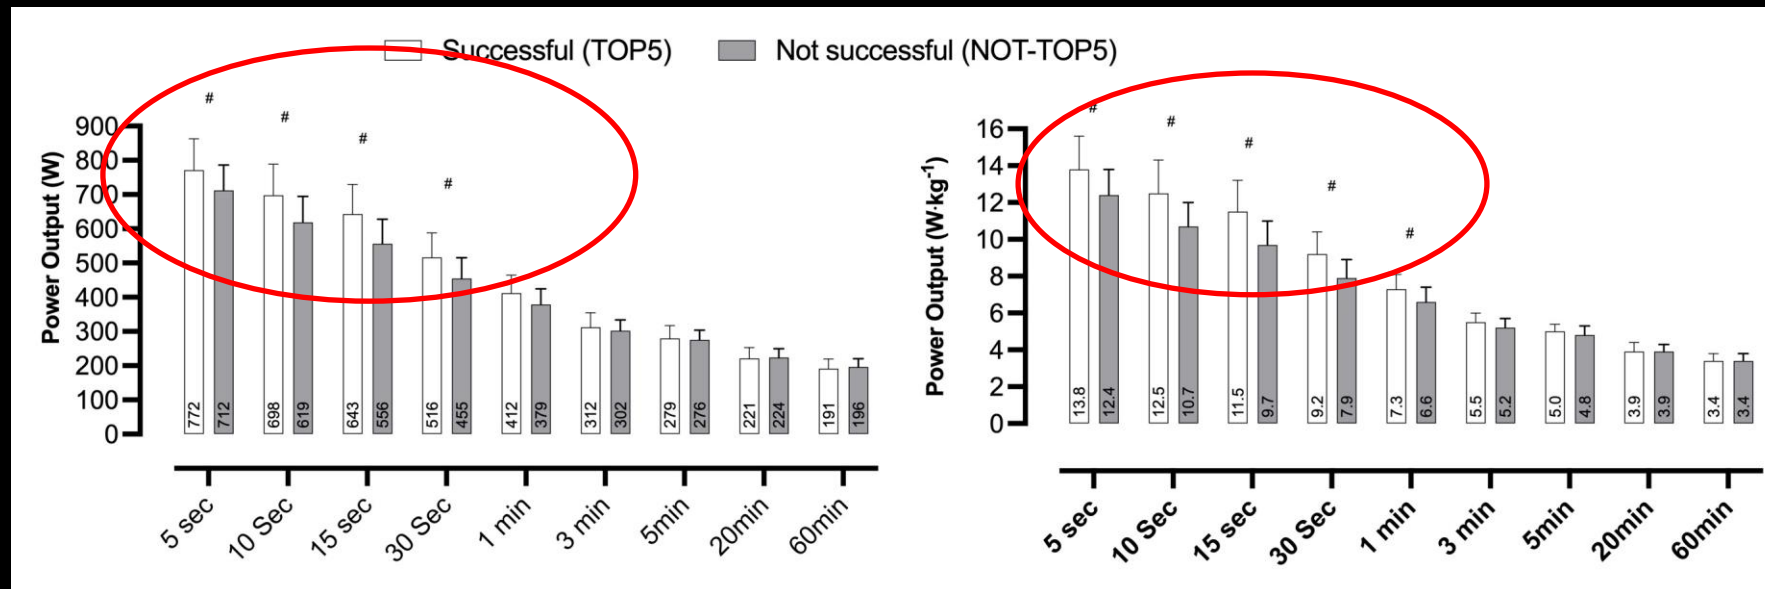 Successful (TOP5) Not successful (NOT-TOP5)
# # # #
900
800
700
600
500
400
300
200
100
0
Power Output (W)
772 712 698 619 643 556 516 455 412 379 312 302 279 276 221 224 191 196
5 sec 10 Sec 15 sec 30 Sec 1 min 3 min 5min 20min 60min
# # # # #
16
14
12
10
8
6
4
2
0
Power Output (W·kg⁻¹)
13.8 12.4 12.5 10.7 11.5 9.7 9.2 7.9 7.3 6.6 5.5 5.2 5.0 4.8 3.9 3.9 3.4 3.4
5 sec 10 Sec 15 sec 30 Sec 1 min 3 min 5min 20min 60min